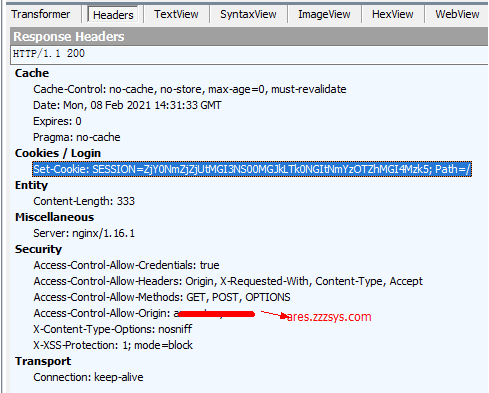 Transformer Headers TextView SyntaxView ImageView HexView WebView
Response Headers
HTTP/1.1 200
Cache
Cache-Control: no-cache, no-store, max-age=0, must-revalidate
Date: Mon, 08 Feb 2021 14:31:33 GMT
Expires: 0
Pragma: no-cache
Cookies / Login
Set-Cookie: SESSION=ZjY0NmZjZjUtMGI3NS00MGJkLTk0NGItNmYzOTZhMGI4Mzk5; Path=/
Entity
Content-Length: 333
Miscellaneous
Server: nginx/1.16.1
Security
Access-Control-Allow-Credentials: true
Access-Control-Allow-Headers: Origin, X-Requested-With, Content-Type, Accept
Access-Control-Allow-Methods: GET, POST, OPTIONS
Access-Control-Allow-Origin: ares.zzzsys.com
X-Content-Type-Options: nosniff
X-XSS-Protection: 1; mode=block
Transport
Connection: keep-alive